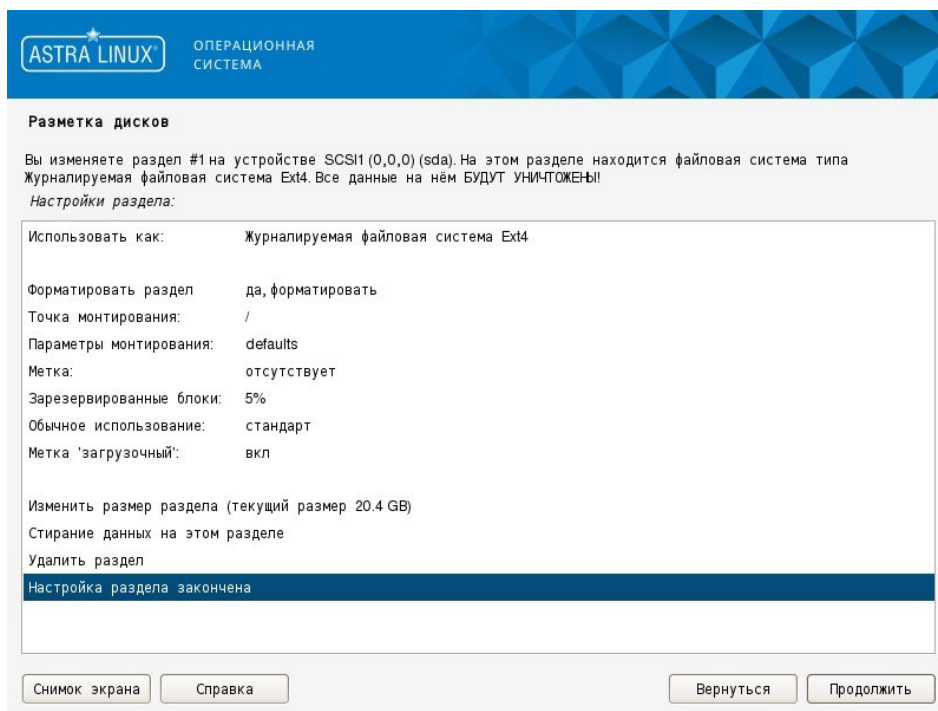 ASTRA LINUX®
ОПЕРАЦИОННАЯ
СИСТЕМА
Разметка дисков
Вы изменяете раздел #1 на устройстве SCSI1 (0,0,0) (sda). На этом разделе находится файловая система типа
Журналируемая файловая система Ext4. Все данные на нём БУДУТ УНИЧТОЖЕНЫ!
Настройки раздела:
Использовать как: Журналируемая файловая система Ext4
Форматировать раздел да, форматировать
Точка монтирования: /
Параметры монтирования: defaults
Метка: отсутствует
Зарезервированные блоки: 5%
Обычное использование: стандарт
Метка 'загрузочный': вкл
Изменить размер раздела (текущий размер 20.4 GB)
Стирание данных на этом разделе
Удалить раздел
Настройка раздела закончена
Снимок экрана Справка Вернуться Продолжить